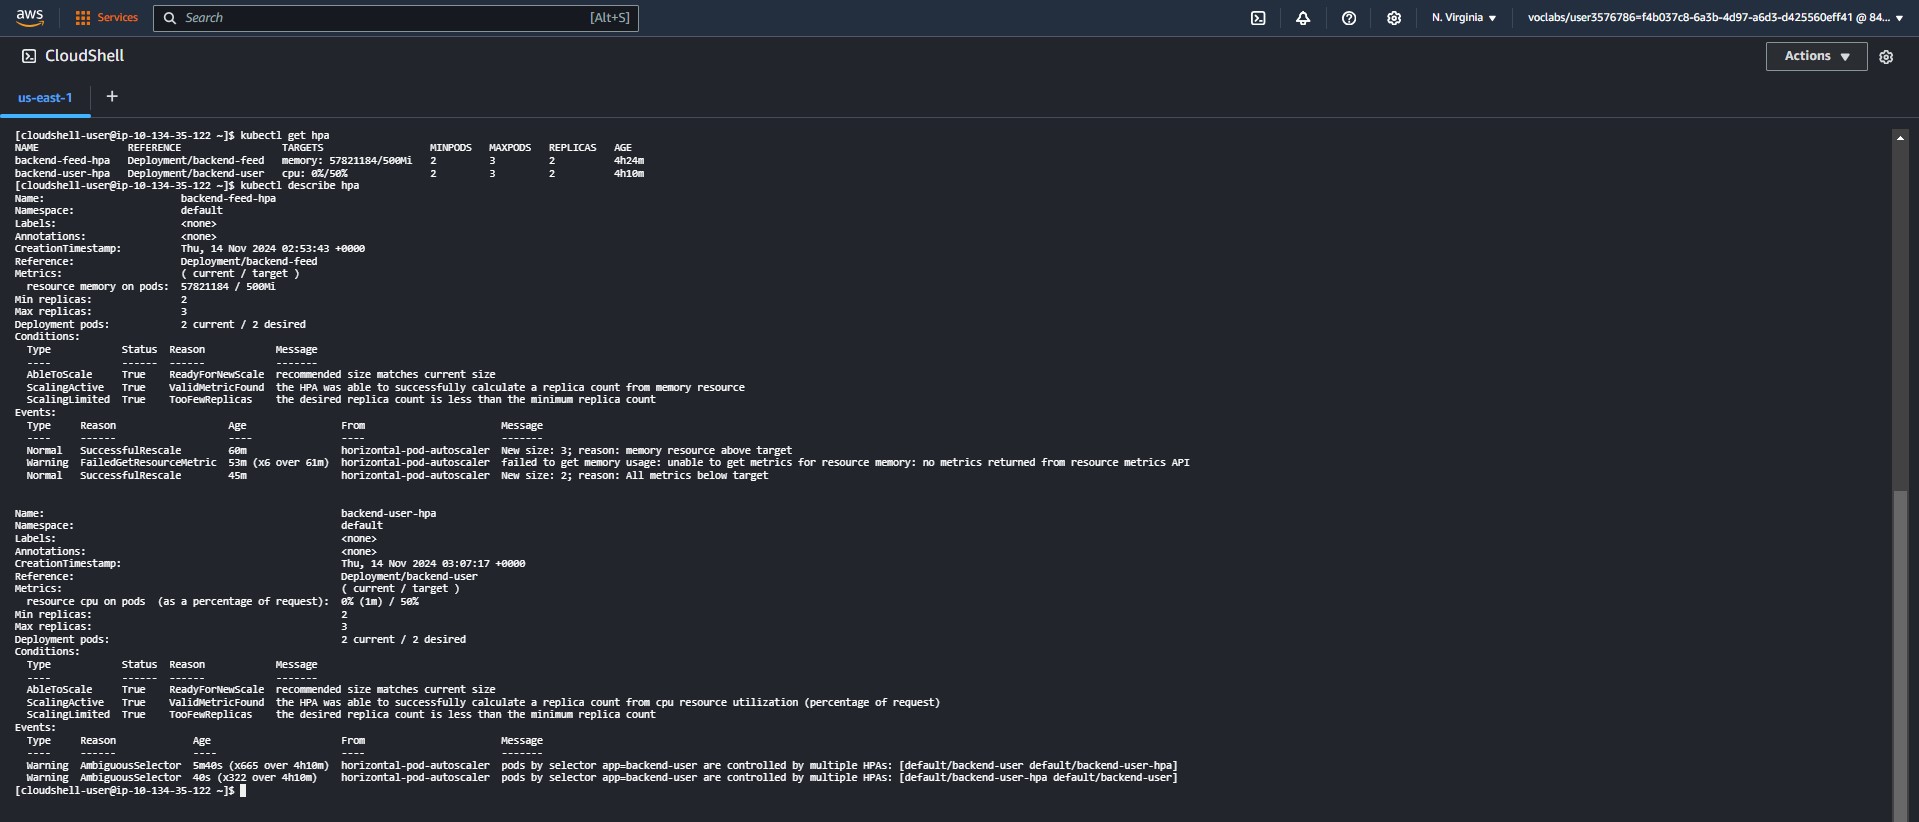 aws Services Search [Alt+S] N. Virginia ▼ voclabs/user3576786=f4b037c8-6a3b-4d97-a6d3-d425560eff41 @ 84... ▼
CloudShell Actions ▼
us-east-1 +
[cloudshell-user@ip-10-134-35-122 ~]$ kubectl get hpa
NAME REFERENCE TARGETS MINPODS MAXPODS REPLICAS AGE
backend-feed-hpa Deployment/backend-feed memory: 57821184/500Mi 2 3 2 4h24m
backend-user-hpa Deployment/backend-user cpu: 0%/50% 2 3 2 4h10m
[cloudshell-user@ip-10-134-35-122 ~]$ kubectl describe hpa
Name: backend-feed-hpa
Namespace: default
Labels: <none>
Annotations: <none>
CreationTimestamp: Thu, 14 Nov 2024 02:53:43 +0000
Reference: Deployment/backend-feed
Metrics: ( current / target )
resource memory on pods: 57821184 / 500Mi
Min replicas: 2
Max replicas: 3
Deployment pods: 2 current / 2 desired
Conditions:
Type Status Reason Message
---- ------ ------ -------
AbleToScale True ReadyForNewScale recommended size matches current size
ScalingActive True ValidMetricFound the HPA was able to successfully calculate a replica count from memory resource
ScalingLimited True TooFewReplicas the desired replica count is less than the minimum replica count
Events:
Type Reason Age From Message
---- ------ ---- ---- -------
Normal SuccessfulRescale 60m horizontal-pod-autoscaler New size: 3; reason: memory resource above target
Warning FailedGetResourceMetric 53m (x6 over 61m) horizontal-pod-autoscaler failed to get memory usage: unable to get metrics for resource memory: no metrics returned from resource metrics API
Normal SuccessfulRescale 45m horizontal-pod-autoscaler New size: 2; reason: All metrics below target
Name: backend-user-hpa
Namespace: default
Labels: <none>
Annotations: <none>
CreationTimestamp: Thu, 14 Nov 2024 03:07:17 +0000
Reference: Deployment/backend-user
Metrics: ( current / target )
resource cpu on pods (as a percentage of request): 0% (1m) / 50%
Min replicas: 2
Max replicas: 3
Deployment pods: 2 current / 2 desired
Conditions:
Type Status Reason Message
---- ------ ------ -------
AbleToScale True ReadyForNewScale recommended size matches current size
ScalingActive True ValidMetricFound the HPA was able to successfully calculate a replica count from cpu resource utilization (percentage of request)
ScalingLimited True TooFewReplicas the desired replica count is less than the minimum replica count
Events:
Type Reason Age From Message
---- ------ ---- ---- -------
Warning AmbiguousSelector 5m40s (x665 over 4h10m) horizontal-pod-autoscaler pods by selector app=backend-user are controlled by multiple HPAs: [default/backend-user default/backend-user-hpa]
Warning AmbiguousSelector 40s (x322 over 4h10m) horizontal-pod-autoscaler pods by selector app=backend-user are controlled by multiple HPAs: [default/backend-user-hpa default/backend-user]
[cloudshell-user@ip-10-134-35-122 ~]$